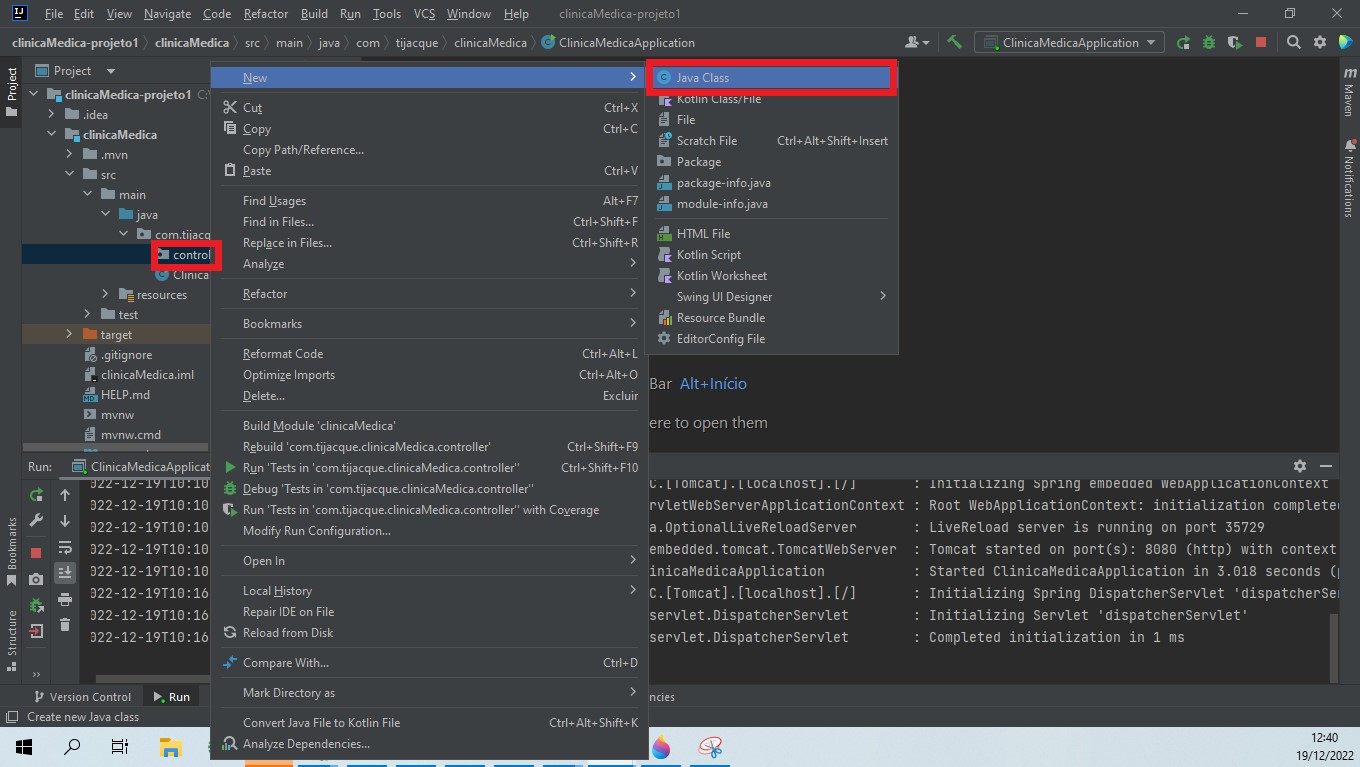 File Edit View Navigate Code Refactor Build Run Tools VCS Window Help clinicaMedica-projeto1
clinicaMedica-projeto1 clinicaMedica src main java com tijacque clinicaMedica ClinicaMedicaApplication
ClinicaMedicaApplication
Project
Project
clinicaMedica-projeto1
.idea
clinicaMedica
.mvn
src
main
java
com.tijacq
control
Clinica
resources
test
target
.gitignore
clinicaMedica.iml
HELP.md
mvnw
mvnw.cmd
New
Cut Ctrl+X
Copy Ctrl+C
Copy Path/Reference...
Paste Ctrl+V
Find Usages Alt+F7
Find in Files... Ctrl+Shift+F
Replace in Files... Ctrl+Shift+R
Analyze
Refactor
Bookmarks
Reformat Code Ctrl+Alt+L
Optimize Imports Ctrl+Alt+O
Delete... Excluir
Build Module 'clinicaMedica'
Rebuild 'com.tijacque.clinicaMedica.controller' Ctrl+Shift+F9
Run 'Tests in 'com.tijacque.clinicaMedica.controller'' Ctrl+Shift+F10
Debug 'Tests in 'com.tijacque.clinicaMedica.controller''
Run 'Tests in 'com.tijacque.clinicaMedica.controller'' with Coverage
Modify Run Configuration...
Open In
Local History
Repair IDE on File
Reload from Disk
Compare With... Ctrl+D
Mark Directory as
Convert Java File to Kotlin File Ctrl+Alt+Shift+K
Analyze Dependencies...
Java Class
Kotlin Class/File
File
Scratch File Ctrl+Alt+Shift+Insert
Package
package-info.java
module-info.java
HTML File
Kotlin Script
Kotlin Worksheet
Swing UI Designer
Resource Bundle
EditorConfig File
Bar Alt+Início
ere to open them
m
Maven
Notifications
Run: ClinicaMedicaApplicat
022-12-19T10:10 C.[Tomcat].[localhost].[/] : Initializing Spring embedded WebApplicationContext
022-12-19T10:10 rvletWebServerApplicationContext : Root WebApplicationContext: initialization complete
022-12-19T10:10 a.OptionalLiveReloadServer : LiveReload server is running on port 35729
022-12-19T10:10 embedded.tomcat.TomcatWebServer : Tomcat started on port(s): 8080 (http) with context
022-12-19T10:10 inicaMedicaApplication : Started ClinicaMedicaApplication in 3.018 seconds (
022-12-19T10:16 C.[Tomcat].[localhost].[/] : Initializing Spring DispatcherServlet 'dispatcherSe
022-12-19T10:16 servlet.DispatcherServlet : Initializing Servlet 'dispatcherServlet'
022-12-19T10:16 servlet.DispatcherServlet : Completed initialization in 1 ms
Bookmarks
Structure
Version Control Run ncies
Create new Java class
12:40
19/12/2022